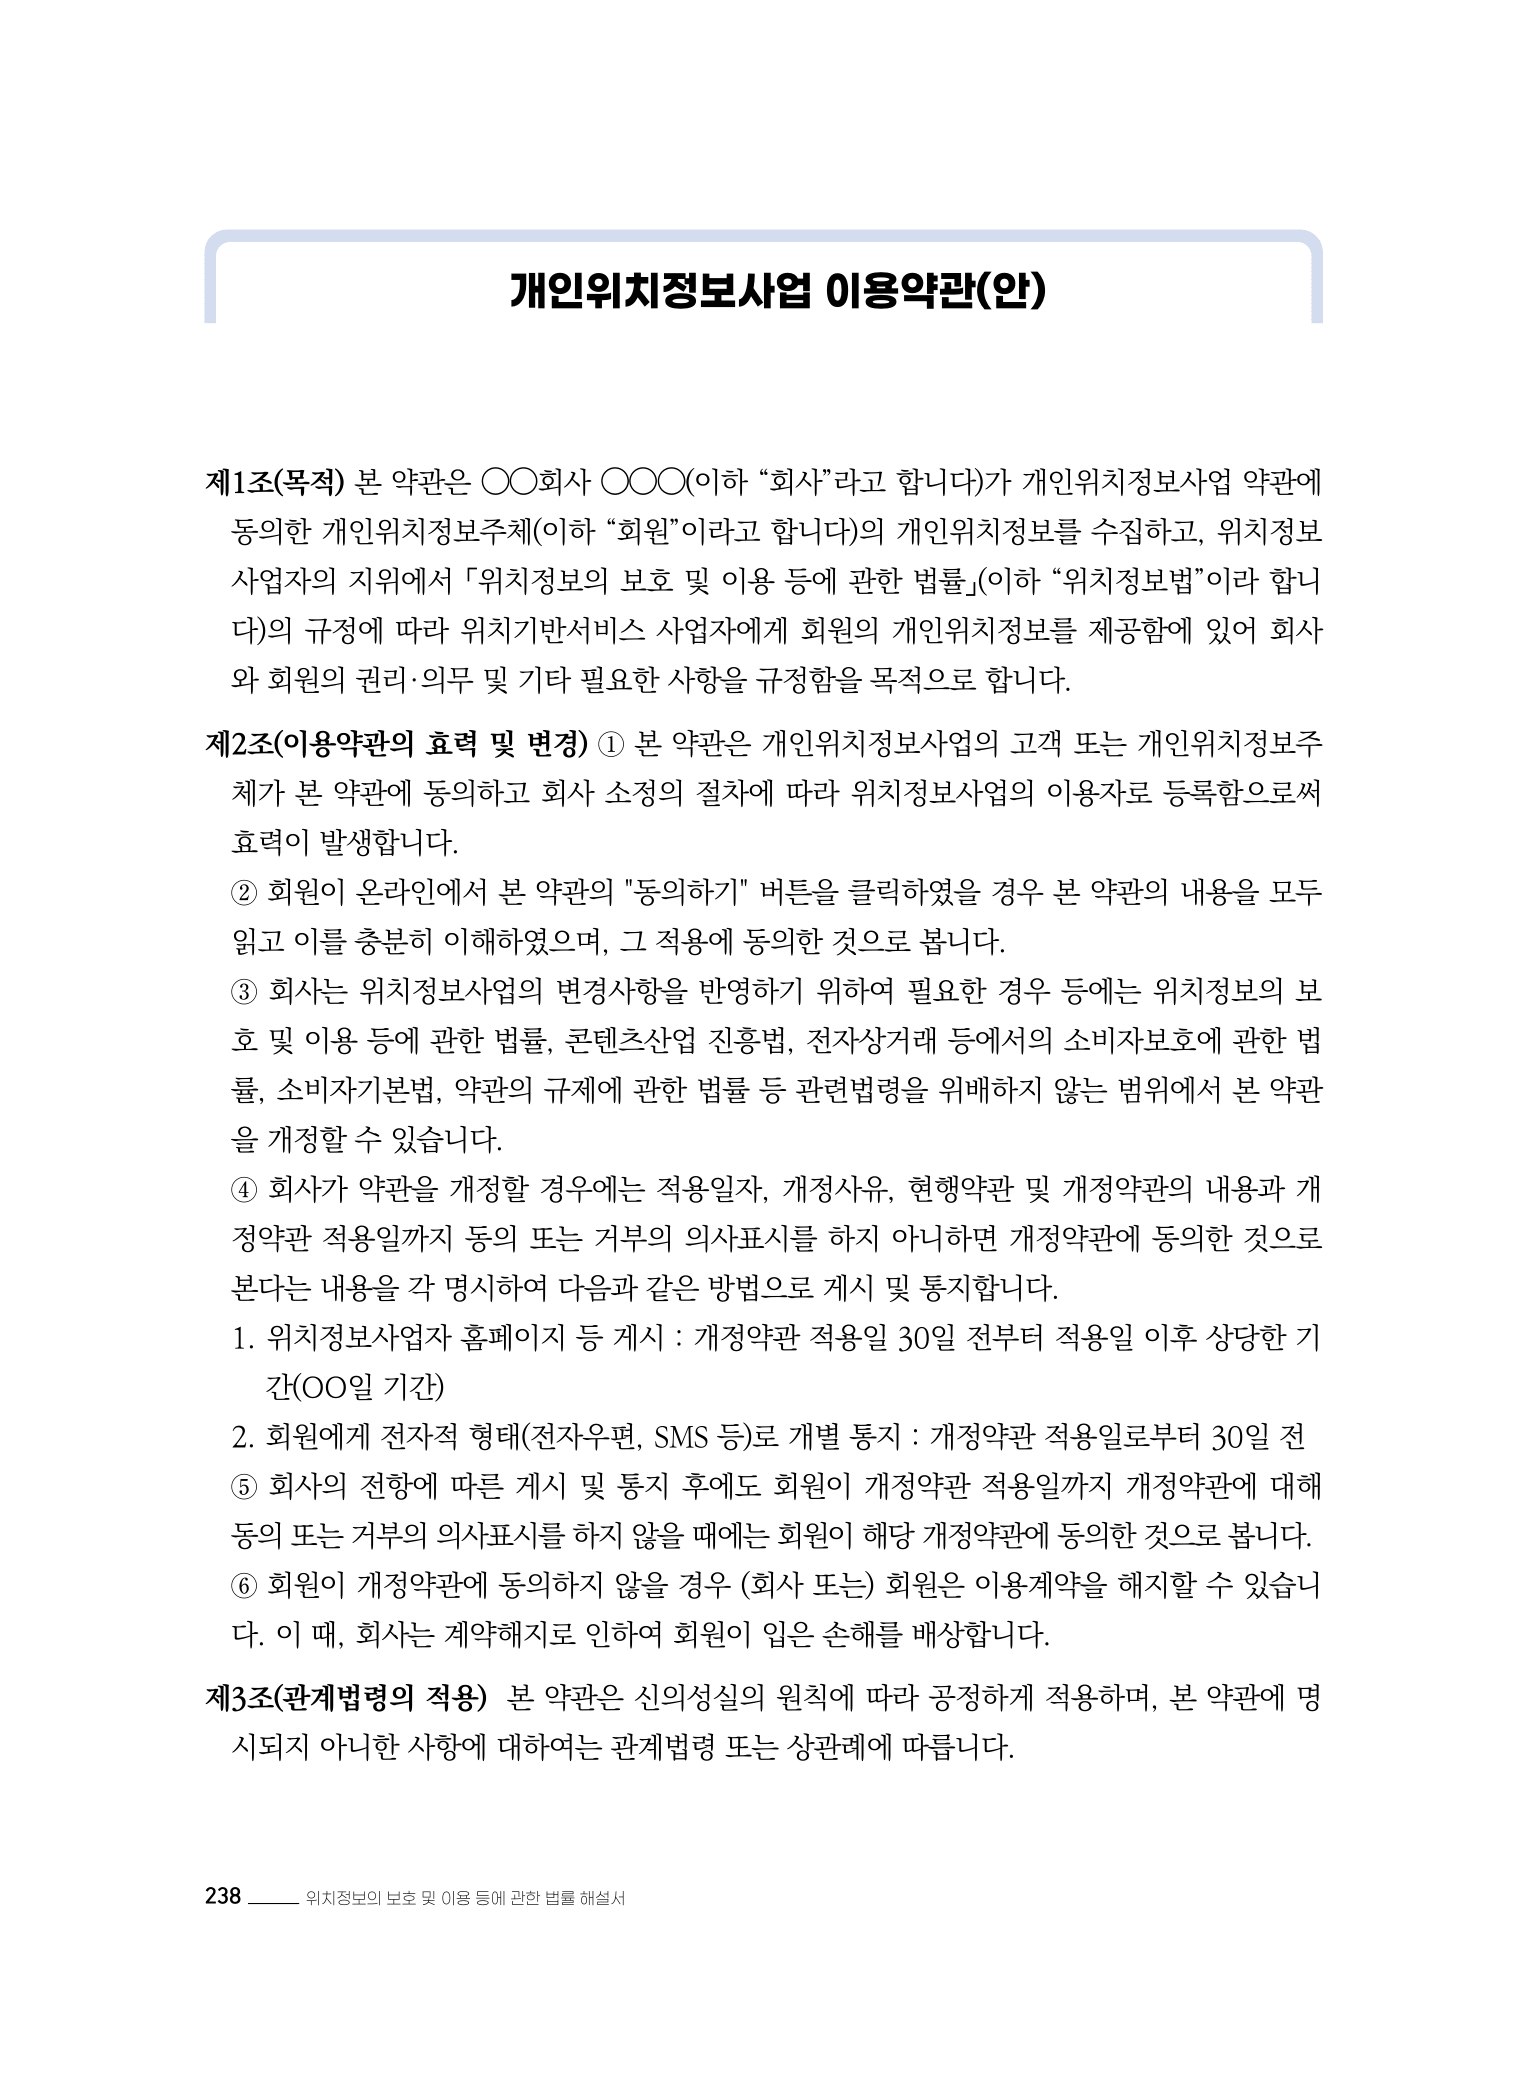 개인위치정보사업 이용약관(안)
제1조(목적) 본 약관은 ◯◯회사 ◯◯◯(이하 “회사”라고 합니다)가 개인위치정보사업 약관에
동의한 개인위치정보주체(이하 “회원”이라고 합니다)의 개인위치정보를 수집하고, 위치정보
사업자의 지위에서 「위치정보의 보호 및 이용 등에 관한 법률」(이하 “위치정보법”이라 합니
다)의 규정에 따라 위치기반서비스 사업자에게 회원의 개인위치정보를 제공함에 있어 회사
와 회원의 권리·의무 및 기타 필요한 사항을 규정함을 목적으로 합니다.
제2조(이용약관의 효력 및 변경) ① 본 약관은 개인위치정보사업의 고객 또는 개인위치정보주
체가 본 약관에 동의하고 회사 소정의 절차에 따라 위치정보사업의 이용자로 등록함으로써
효력이 발생합니다.
② 회원이 온라인에서 본 약관의 "동의하기" 버튼을 클릭하였을 경우 본 약관의 내용을 모두
읽고 이를 충분히 이해하였으며, 그 적용에 동의한 것으로 봅니다.
③ 회사는 위치정보사업의 변경사항을 반영하기 위하여 필요한 경우 등에는 위치정보의 보
호 및 이용 등에 관한 법률, 콘텐츠산업 진흥법, 전자상거래 등에서의 소비자보호에 관한 법
률, 소비자기본법, 약관의 규제에 관한 법률 등 관련법령을 위배하지 않는 범위에서 본 약관
을 개정할 수 있습니다.
④ 회사가 약관을 개정할 경우에는 적용일자, 개정사유, 현행약관 및 개정약관의 내용과 개
정약관 적용일까지 동의 또는 거부의 의사표시를 하지 아니하면 개정약관에 동의한 것으로
본다는 내용을 각 명시하여 다음과 같은 방법으로 게시 및 통지합니다.
1. 위치정보사업자 홈페이지 등 게시 : 개정약관 적용일 30일 전부터 적용일 이후 상당한 기
간(OO일 기간)
2. 회원에게 전자적 형태(전자우편, SMS 등)로 개별 통지 : 개정약관 적용일로부터 30일 전
⑤ 회사의 전항에 따른 게시 및 통지 후에도 회원이 개정약관 적용일까지 개정약관에 대해
동의 또는 거부의 의사표시를 하지 않을 때에는 회원이 해당 개정약관에 동의한 것으로 봅니다.
⑥ 회원이 개정약관에 동의하지 않을 경우 (회사 또는) 회원은 이용계약을 해지할 수 있습니
다. 이 때, 회사는 계약해지로 인하여 회원이 입은 손해를 배상합니다.
제3조(관계법령의 적용) 본 약관은 신의성실의 원칙에 따라 공정하게 적용하며, 본 약관에 명
시되지 아니한 사항에 대하여는 관계법령 또는 상관례에 따릅니다.
238 위치정보의 보호 및 이용 등에 관한 법률 해설서